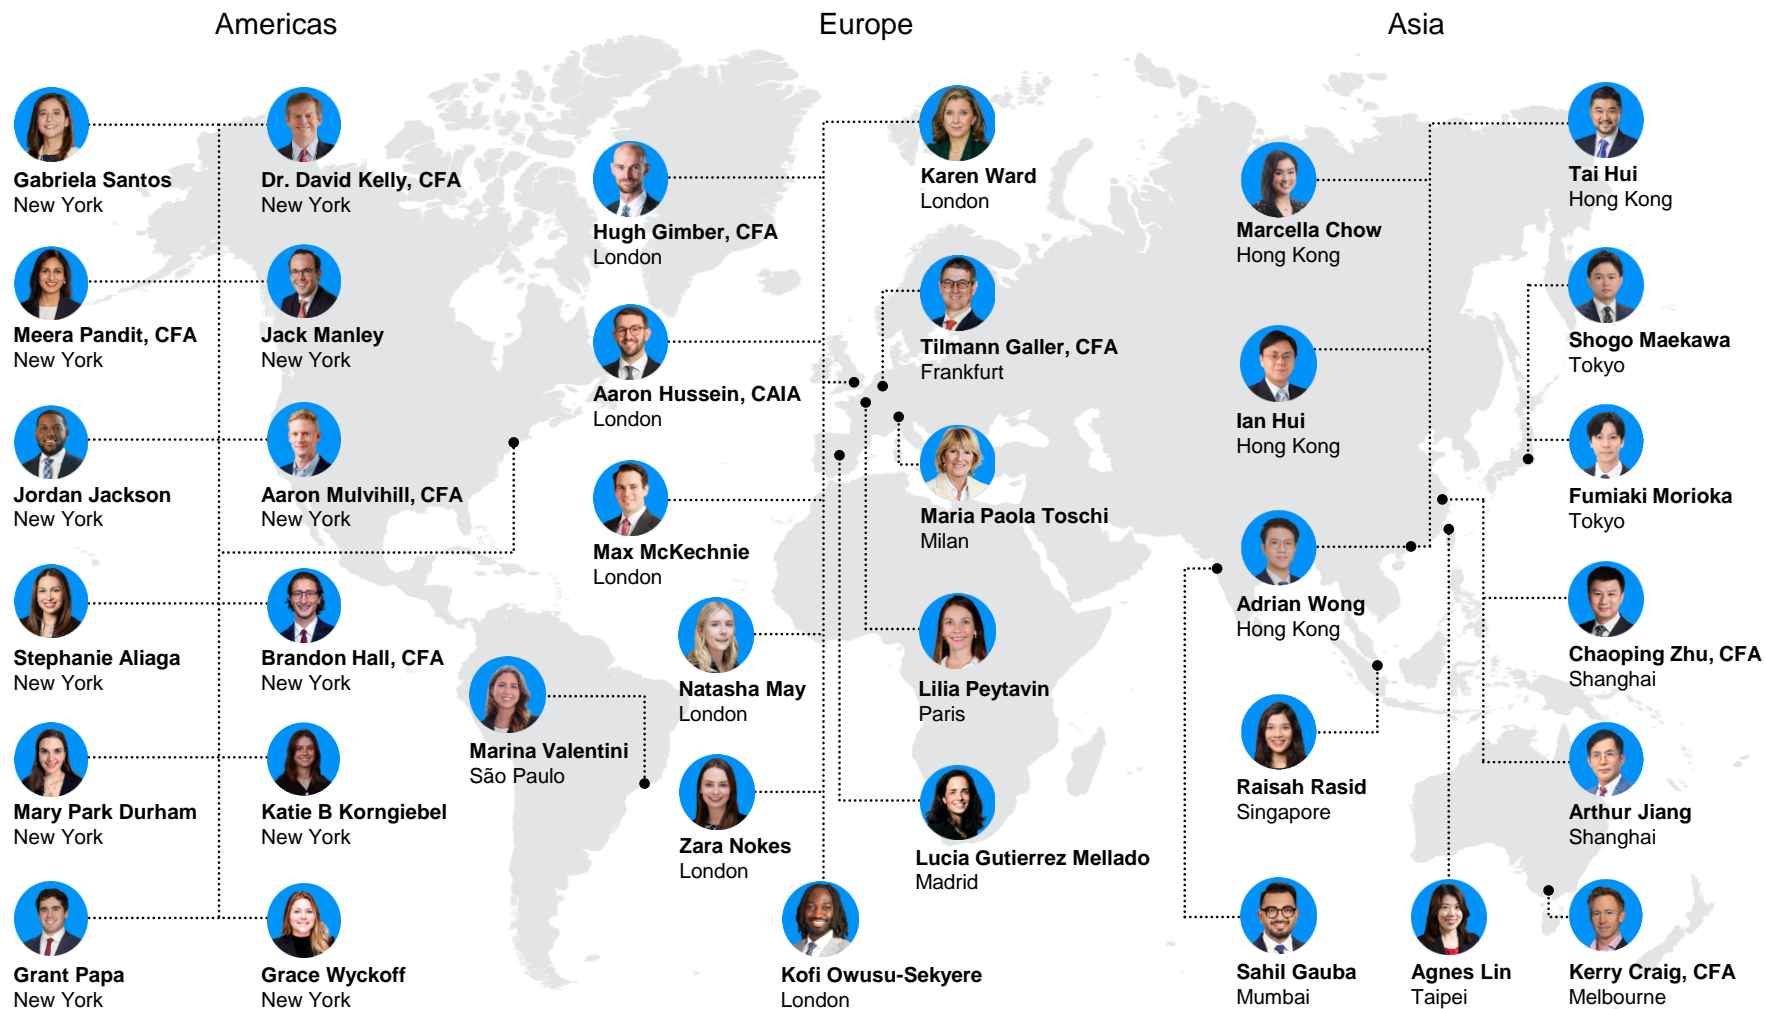 Americas
Europe
Asia
Gabriela Santos
New York
Dr. David Kelly, CFA
New York
Meera Pandit, CFA
New York
Jack Manley
New York
Jordan Jackson
New York
Aaron Mulvihill, CFA
New York
Stephanie Aliaga
New York
Brandon Hall, CFA
New York
Mary Park Durham
New York
Katie B Korngiebel
New York
Grant Papa
New York
Grace Wyckoff
New York
Marina Valentini
São Paulo
Hugh Gimber, CFA
London
Aaron Hussein, CAIA
London
Max McKechnie
London
Natasha May
London
Zara Nokes
London
Kofi Owusu-Sekyere
London
Karen Ward
London
Tilmann Galler, CFA
Frankfurt
Maria Paola Toschi
Milan
Lilia Peytavin
Paris
Lucia Gutierrez Mellado
Madrid
Marcella Chow
Hong Kong
Ian Hui
Hong Kong
Adrian Wong
Hong Kong
Raisah Rasid
Singapore
Sahil Gauba
Mumbai
Agnes Lin
Taipei
Tai Hui
Hong Kong
Shogo Maekawa
Tokyo
Fumiaki Morioka
Tokyo
Chaoping Zhu, CFA
Shanghai
Arthur Jiang
Shanghai
Kerry Craig, CFA
Melbourne